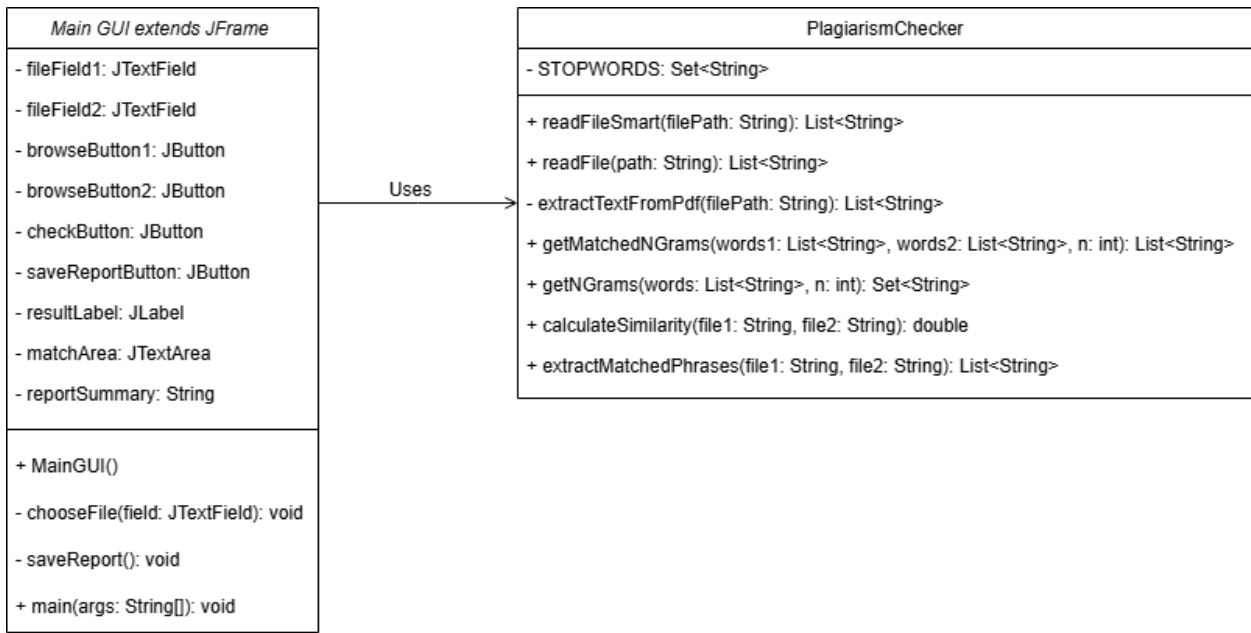 Main GUI extends JFrame
- fileField1: JTextField
- fileField2: JTextField
- browseButton1: JButton
- browseButton2: JButton
- checkButton: JButton
- saveReportButton: JButton
- resultLabel: JLabel
- matchArea: JTextArea
- reportSummary: String
+ MainGUI()
- chooseFile(field: JTextField): void
- saveReport(): void
+ main(args: String[]): void
Uses
PlagiarismChecker
- STOPWORDS: Set<String>
+ readFileSmart(filePath: String): List<String>
+ readFile(path: String): List<String>
- extractTextFromPdf(filePath: String): List<String>
+ getMatchedNGrams(words1: List<String>, words2: List<String>, n: int): List<String>
+ getNGrams(words: List<String>, n: int): Set<String>
+ calculateSimilarity(file1: String, file2: String): double
+ extractMatchedPhrases(file1: String, file2: String): List<String>